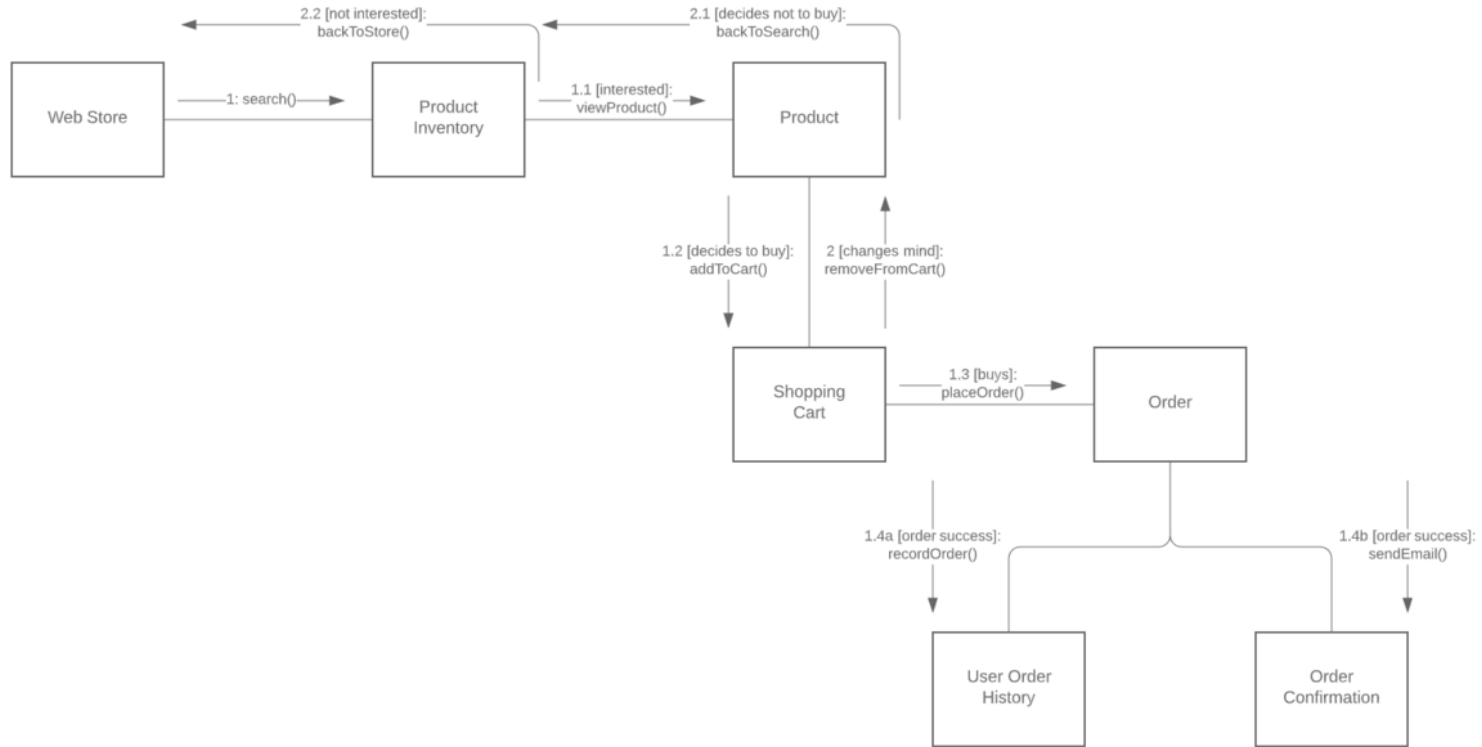 2.2 [not interested]:
backToStore()
2.1 [decides not to buy]:
backToSearch()
Web Store
1: search()
Product
Inventory
1.1 [interested]:
viewProduct()
Product
1.2 [decides to buy]:
addToCart()
2 [changes mind]:
removeFromCart()
Shopping
Cart
1.3 [buys]:
placeOrder()
Order
1.4a [order success]:
recordOrder()
1.4b [order success]:
sendEmail()
User Order
History
Order
Confirmation